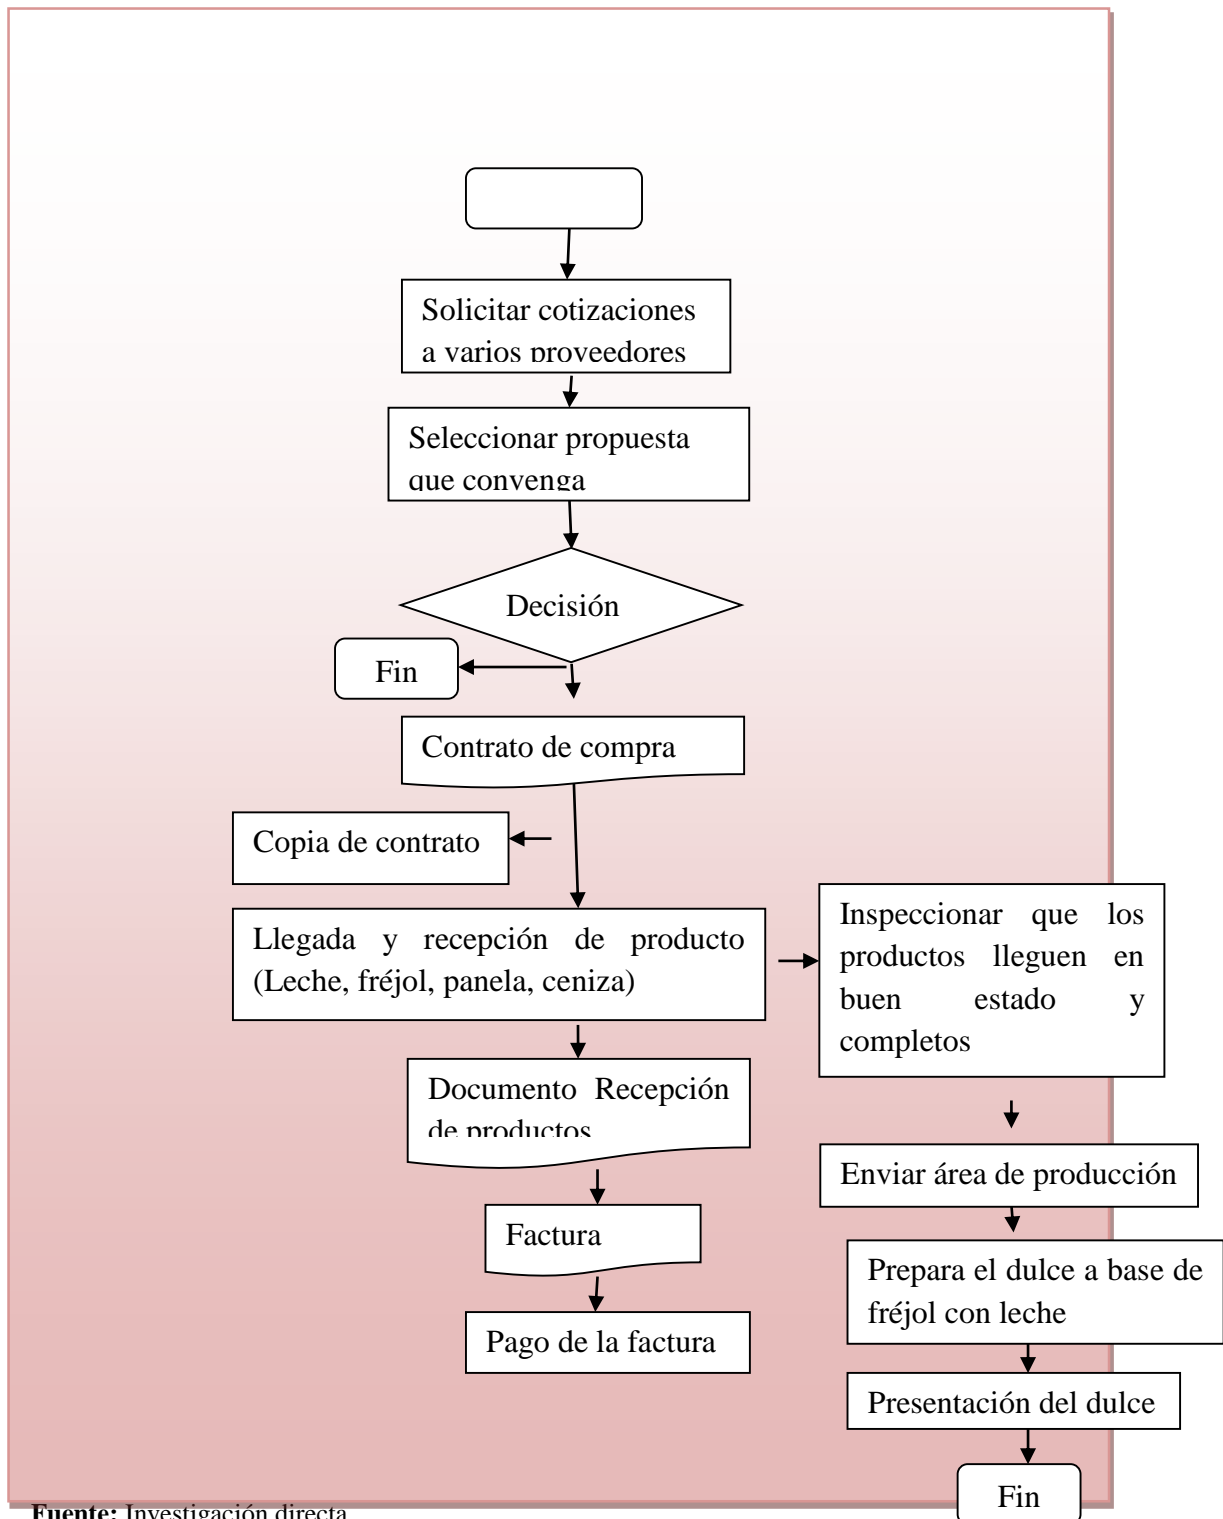 Solicitar cotizaciones
a varios proveedores
Seleccionar propuesta
que convenga
Decisión
Fin
Contrato de compra
Copia de contrato
Llegada y recepción de producto
(Leche, fréjol, panela, ceniza)
Inspeccionar que los
productos lleguen en
buen estado y
completos
Documento Recepción
de productos
Enviar área de producción
Factura
Prepara el dulce a base de
fréjol con leche
Pago de la factura
Presentación del dulce
Fin
Fuente: Investigación directa